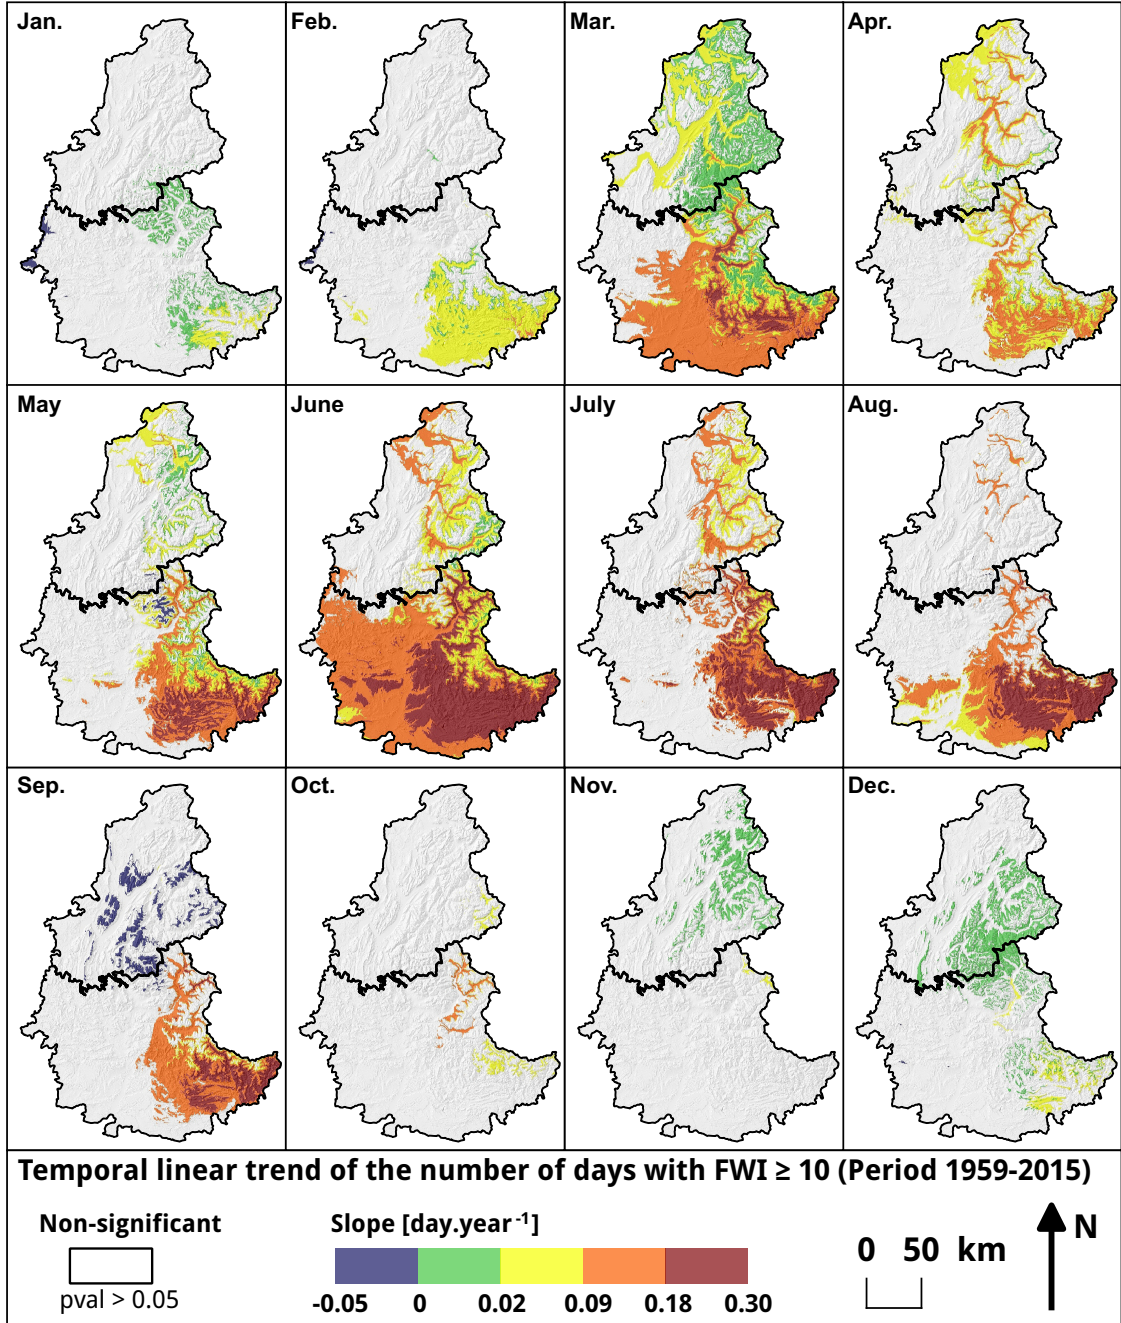 Jan.
Feb.
Mar.
Apr.
May
June
July
Aug.
Sep.
Oct.
Nov.
Dec.
Temporal linear trend of the number of days with FWI ≥ 10 (Period 1959-2015)
Non-significant
pval > 0.05
Slope [day.year⁻¹]
-0.05 0 0.02 0.09 0.18 0.30
0 50 km
N